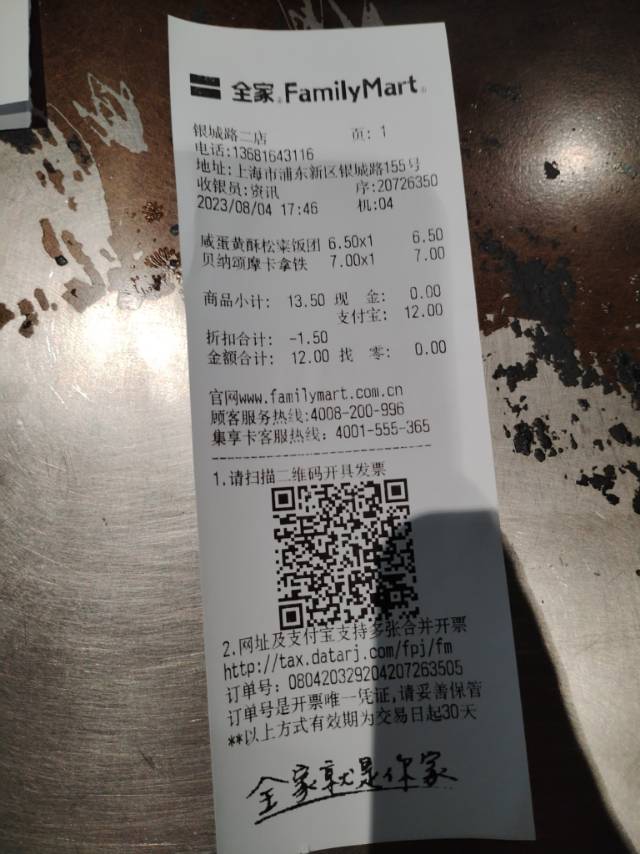 全家 FamilyMart
银城路二店 页: 1
电话:13681643116
地址:上海市浦东新区银城路155号
收银员:资讯 序:20726350
2023/08/04 17:46 机:04
咸蛋黄酥松粢饭团 6.50x1 6.50
贝纳颂摩卡拿铁 7.00x1 7.00
商品小计: 13.50 现 金: 0.00
支付宝: 12.00
折扣合计: -1.50
金额合计: 12.00 找 零: 0.00
官网www.familymart.com.cn
顾客服务热线:4008-200-996
集享卡客服热线: 4001-555-365
1.请扫描二维码开具发票
2.网址及支付宝支持多张合并开票
http://tax.datarj.com/fpj/fm
订单号: 080420329204207263505
订单号是开票唯一凭证,请妥善保管
**以上方式有效期为交易日起30天
全家就是你家